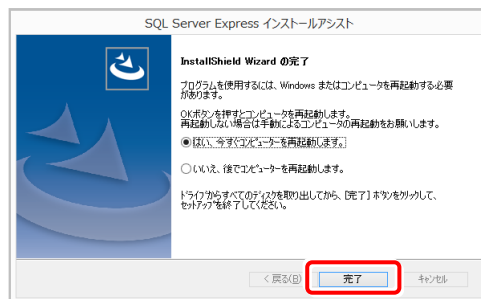 SQL Server Express インストールアシスト
InstallShield Wizard の完了
プログラムを使用するには、Windows またはコンピュータを再起動する必要
があります。
OKボタンを押すとコンピュータを再起動します。
再起動しない場合は手動によるコンピュータの再起動をお願いします。
はい、今すぐコンピューターを再起動します。
いいえ、後でコンピューターを再起動します。
ドライブからすべてのディスクを取り出してから、[完了] ボタンをクリックして、
セットアップを終了してください。
< 戻る(B)
完了
キャンセル